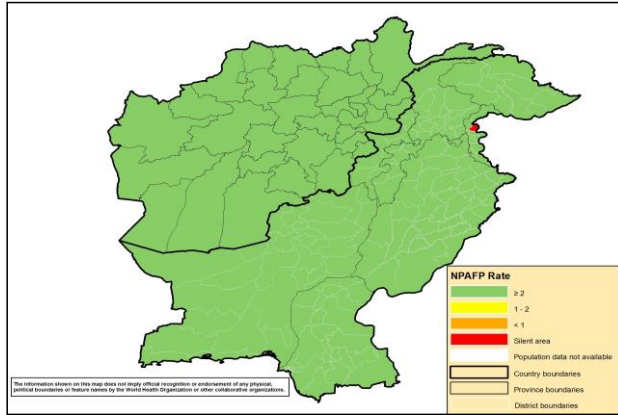 NPAFP Rate
≥ 2
1 - 2
< 1
Silent area
Population data not available
Country boundaries
Province boundaries
District boundaries
The information shown on this map does not imply official recognition or endorsement of any physical,
political boundaries or feature names by the World Health Organization or other collaborative organizations.